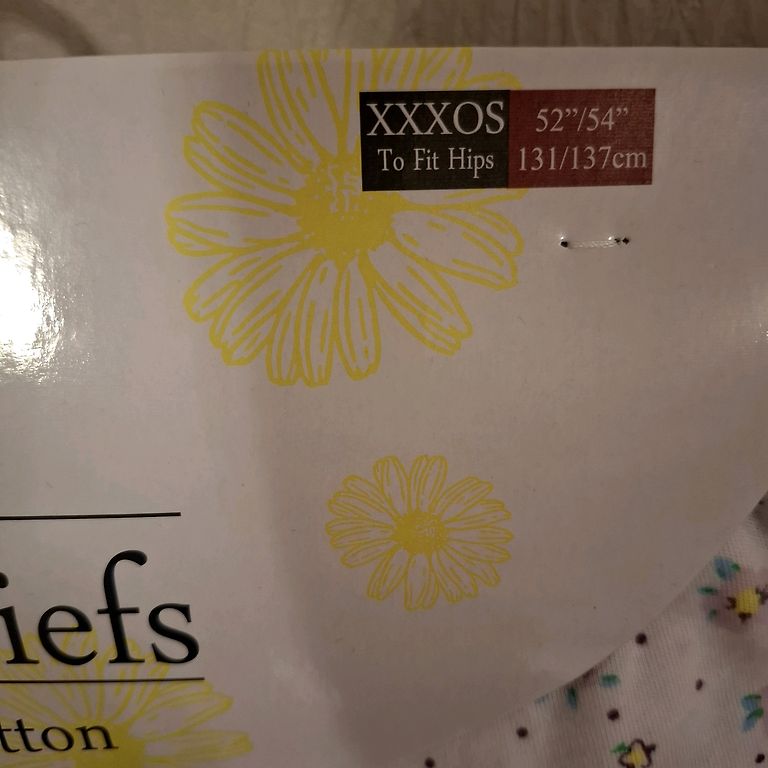 XXXOS
To Fit Hips
52”/54”
131/137cm
iefs
tton